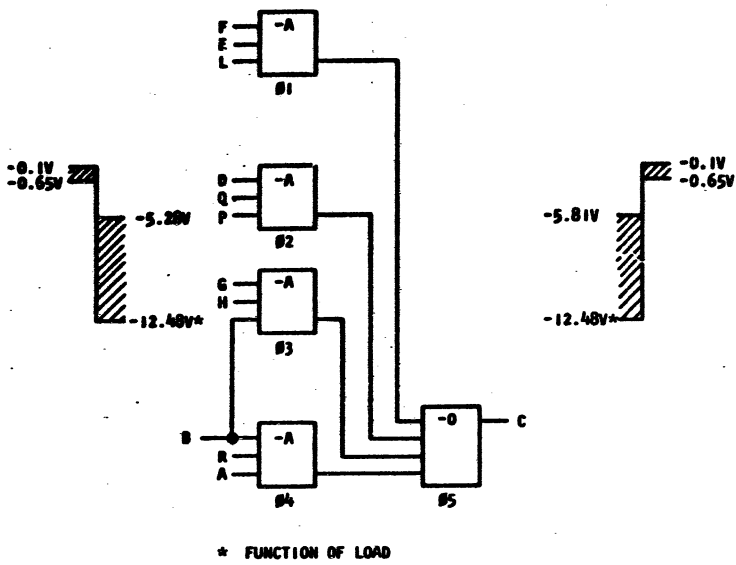 F
E
L
-A
Ø1
-0.1V
-0.65V
-5.28V
-12.48V*
D
Q
P
-A
Ø2
G
H
-A
Ø3
B
R
A
-A
Ø4
-O
C
Ø5
-0.1V
-0.65V
-5.81V
-12.48V*
* FUNCTION OF LOAD